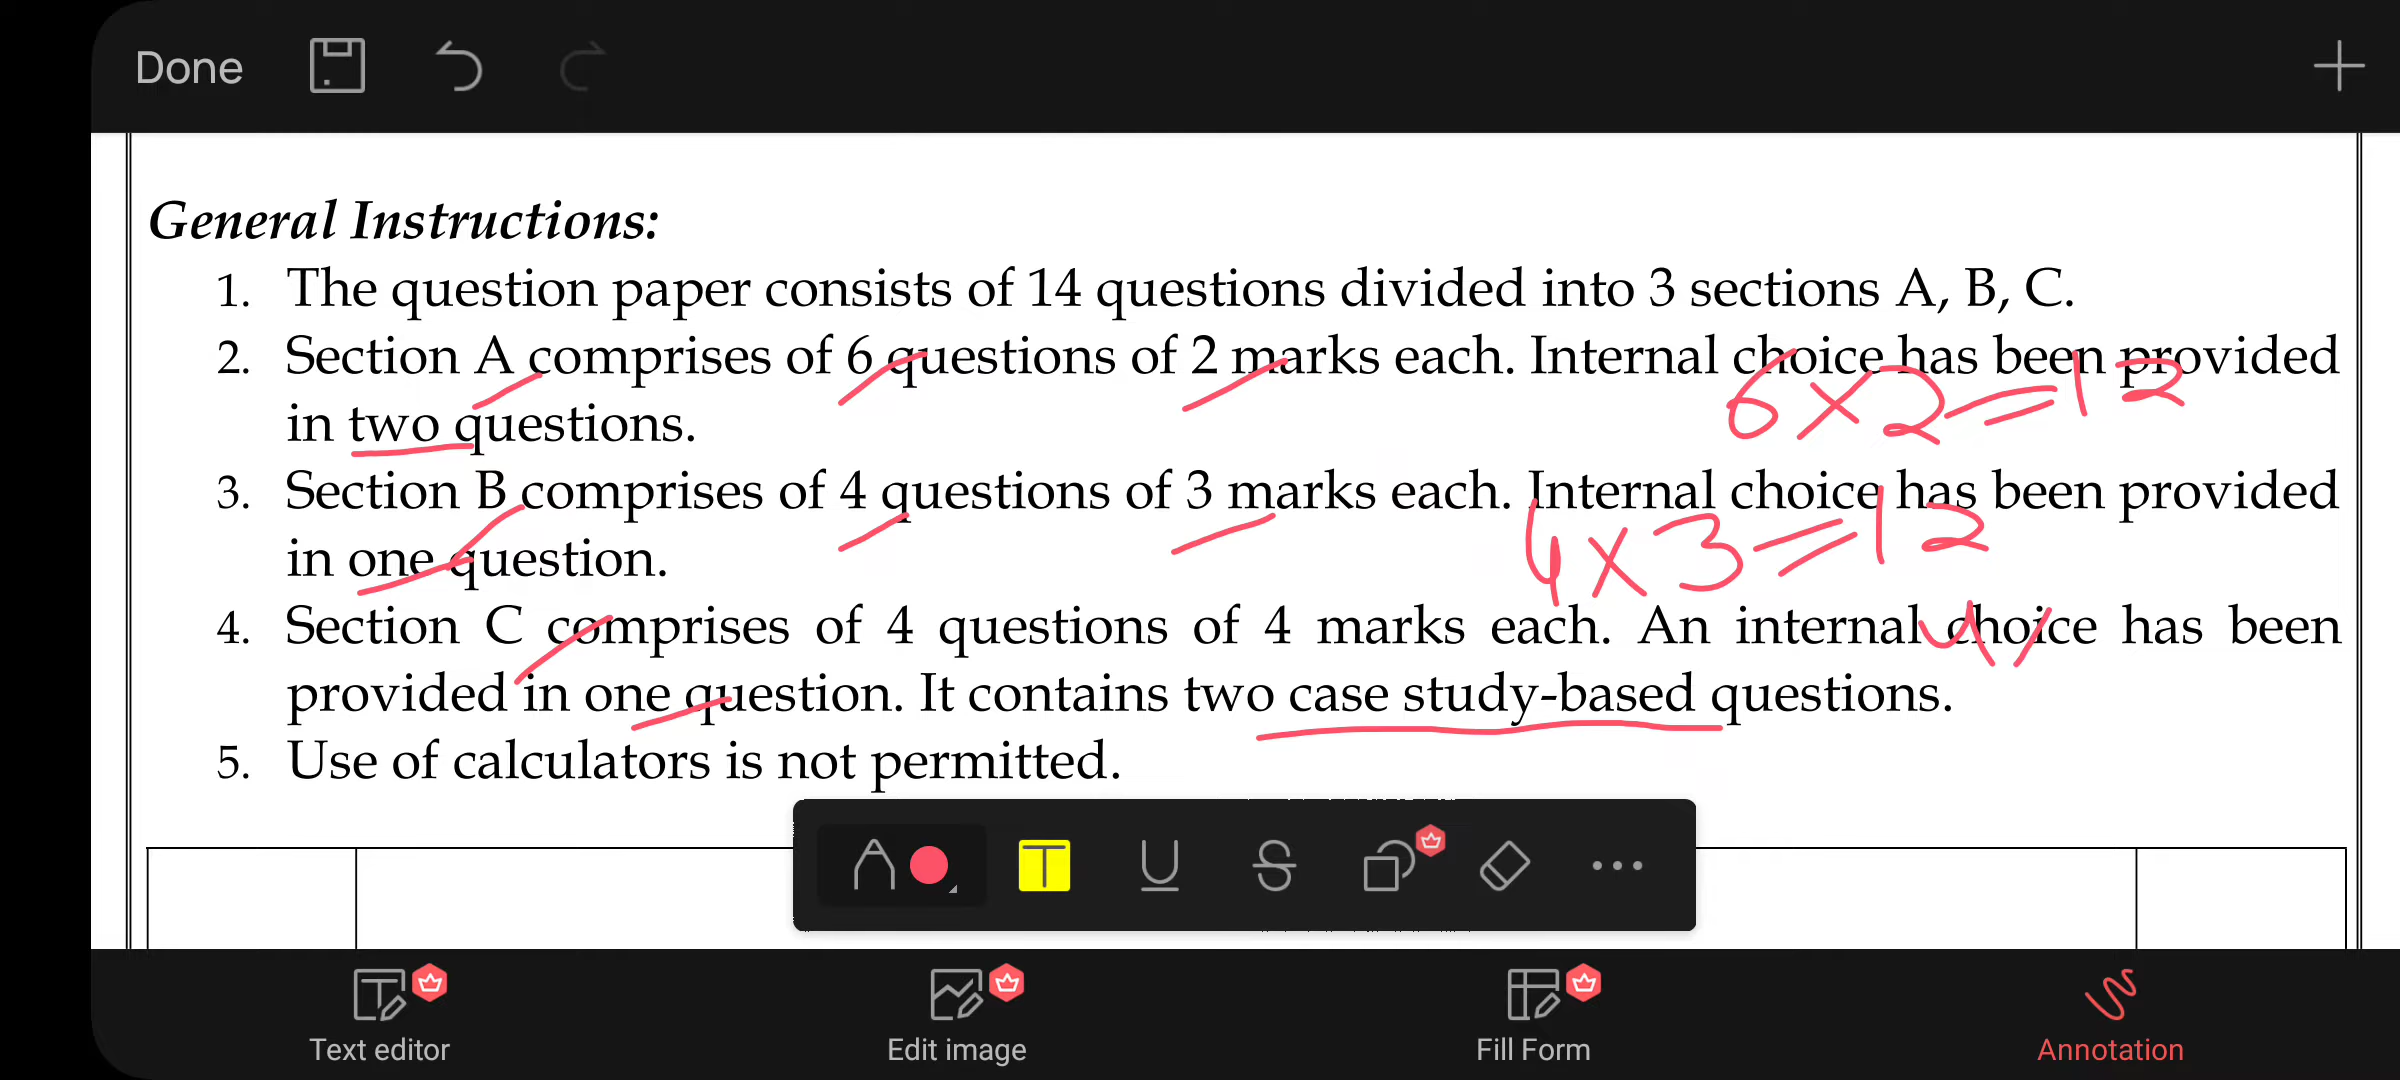 Done
General Instructions:
1. The question paper consists of 14 questions divided into 3 sections A, B, C.
2. Section A comprises of 6 questions of 2 marks each. Internal choice has been provided
6×2=12
in two questions.
3. Section B comprises of 4 questions of 3 marks each. Internal choice has been provided
4×3=12
in one question.
4. Section C comprises of 4 questions of 4 marks each. An internal choice has been
4
provided in one question. It contains two case study-based questions.
5. Use of calculators is not permitted.
Text editor
Edit image
Fill Form
Annotation